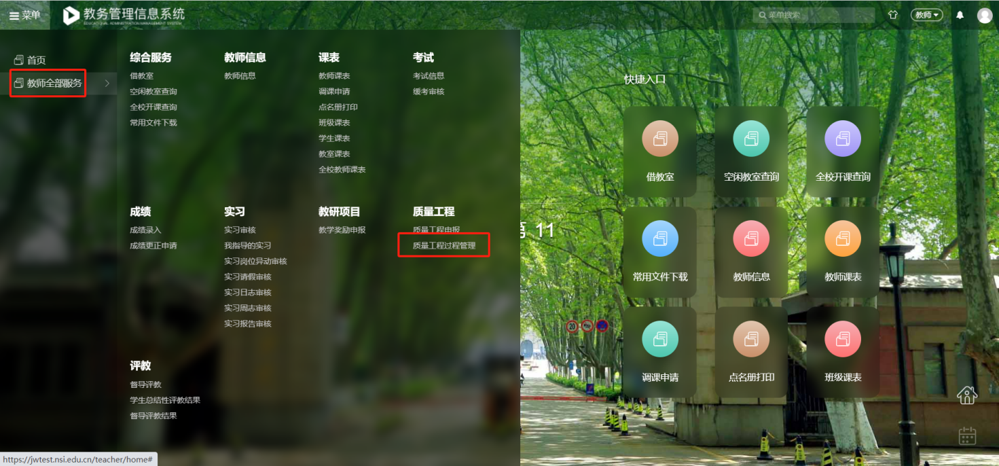 菜单
教务管理信息系统
EDUCATIONAL ADMINISTRATION MANAGEMENT SYSTEM
菜单搜索
教师
首页
教师全部服务
综合服务
借教室
空闲教室查询
全校开课查询
常用文件下载
教师信息
教师信息
课表
教师课表
调课申请
点名册打印
班级课表
学生课表
教室课表
全校教师课表
考试
考试信息
缓考审核
成绩
成绩录入
成绩更正申请
实习
实习审核
我指导的实习
实习岗位异动审核
实习请假审核
实习日志审核
实习周志审核
实习报告审核
教研项目
教学奖励申报
质量工程
质量工程申报
质量工程过程管理
评教
督导评教
学生总结性评教结果
督导评教结果
11
快捷入口
借教室
空闲教室查询
全校开课查询
常用文件下载
教师信息
教师课表
20
调课申请
点名册打印
班级课表
https://jwtest.nsi.edu.cn/teacher/home#